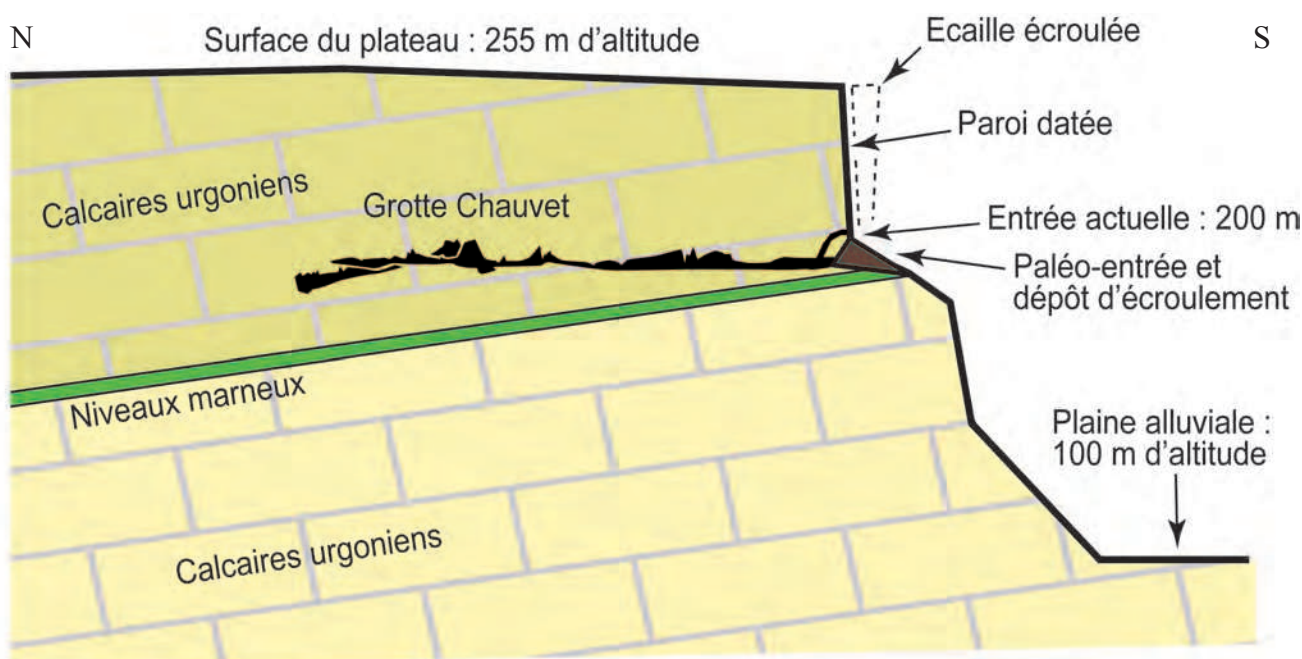 N
Surface du plateau : 255 m d'altitude
Ecaille écroulée
S
Paroi datée
Calcaires urgoniens
Grotte Chauvet
Entrée actuelle : 200 m
Paléo-entrée et
dépôt d'écroulement
Niveaux marneux
Plaine alluviale :
100 m d'altitude
Calcaires urgoniens